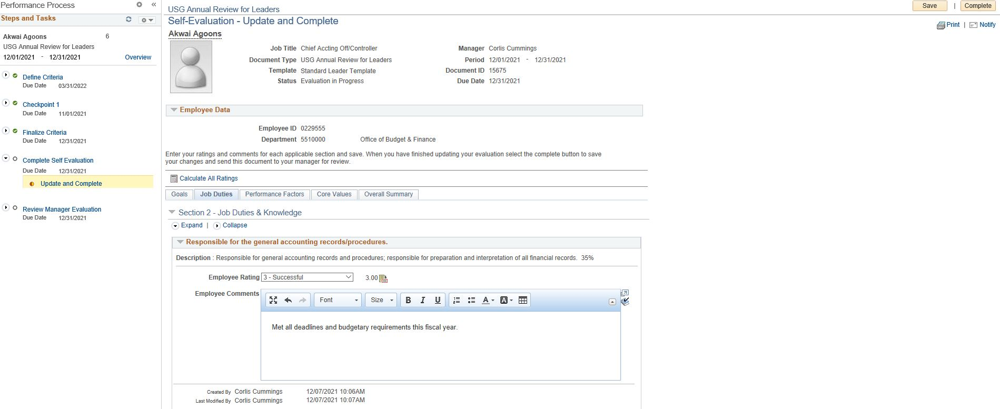 Performance Process
Steps and Tasks
Akwai Agoons 6
USG Annual Review for Leaders
12/01/2021 - 12/31/2021 Overview
Define Criteria
Due Date 03/31/2022
Checkpoint 1
Due Date 11/01/2021
Finalize Criteria
Due Date 12/31/2021
Complete Self Evaluation
Due Date 12/31/2021
Update and Complete
Review Manager Evaluation
Due Date 12/31/2021
USG Annual Review for Leaders
Save | Complete
Self-Evaluation - Update and Complete
Print | Notify
Akwai Agoons
Job Title Chief Accting Off/Controller Manager Corlis Cummings
Document Type USG Annual Review for Leaders Period 12/01/2021 - 12/31/2021
Template Standard Leader Template Document ID 15675
Status Evaluation in Progress Due Date 12/31/2021
Employee Data
Employee ID 0229555
Department 5510000 Office of Budget & Finance
Enter your ratings and comments for each applicable section and save. When you have finished updating your evaluation select the complete button to save
your changes and send this document to your manager for review.
Calculate All Ratings
Goals Job Duties Performance Factors Core Values Overall Summary
Section 2 - Job Duties & Knowledge
Expand | Collapse
Responsible for the general accounting records/procedures.
Description : Responsible for general accounting records and procedures; responsible for preparation and interpretation of all financial records. 35%
Employee Rating 3 - Successful 3.00
Employee Comments
Font Size B I U A A
Met all deadlines and budgetary requirements this fiscal year.
Created By Corlis Cummings 12/07/2021 10:06AM
Last Modified By Corlis Cummings 12/07/2021 10:07AM